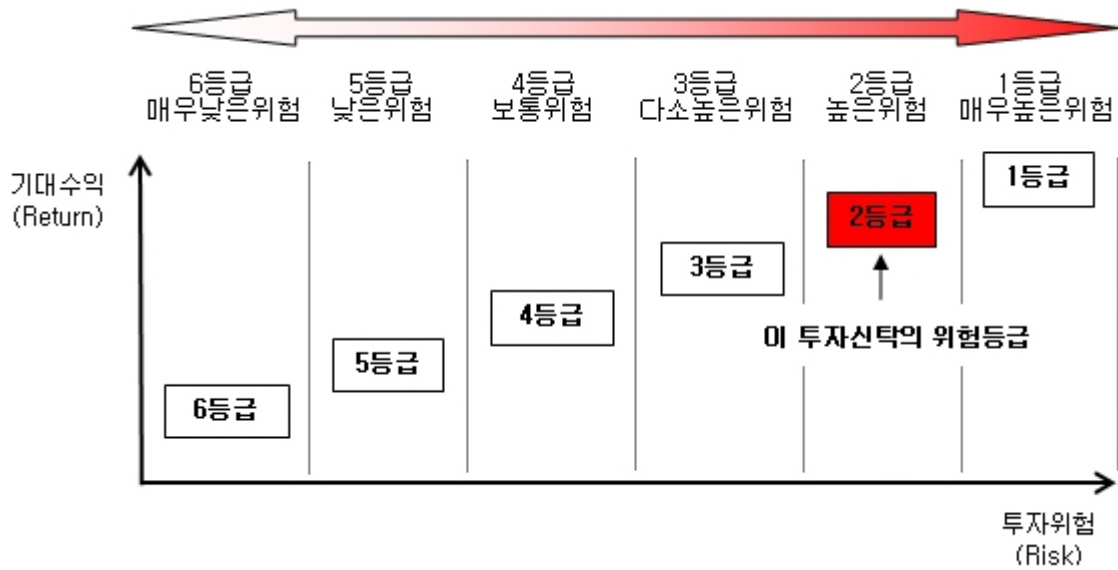 6등급
매우낮은위험
5등급
낮은위험
4등급
보통위험
3등급
다소높은위험
2등급
높은위험
1등급
매우높은위험
기대수익
(Return)
1등급
2등급
3등급
4등급
이 투자신탁의 위험등급
5등급
6등급
투자위험
(Risk)